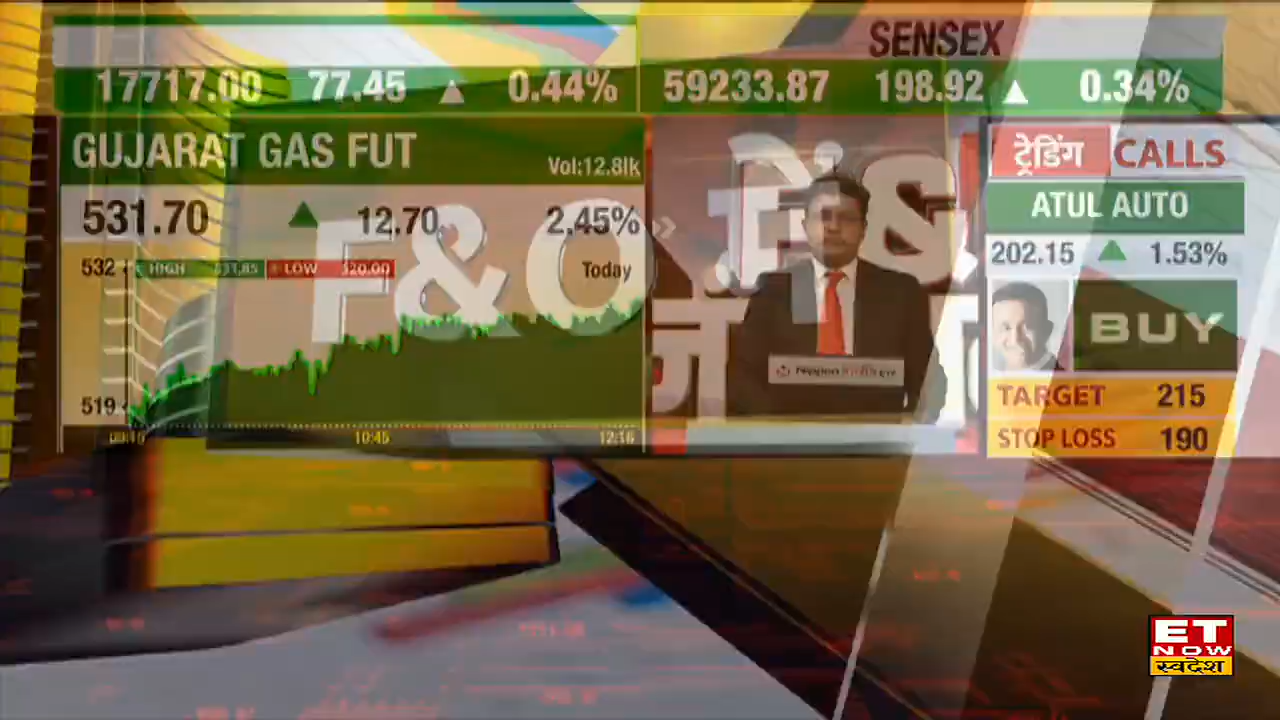 SENSEX
17717.00 77.45 ▲ 0.44%
59233.87 198.92 ▲ 0.34%
GUJARAT GAS FUT
Vol:12.8lk
531.70 ▲ 12.70 2.45%
532
HIGH 531.85 LOW 520.00
Today
519
10:45 12:16
F&O
में &
ट्रेडिंग CALLS
ATUL AUTO
202.15 ▲ 1.53%
BUY
TARGET 215
STOP LOSS 190
ET
NOW
स्वदेश